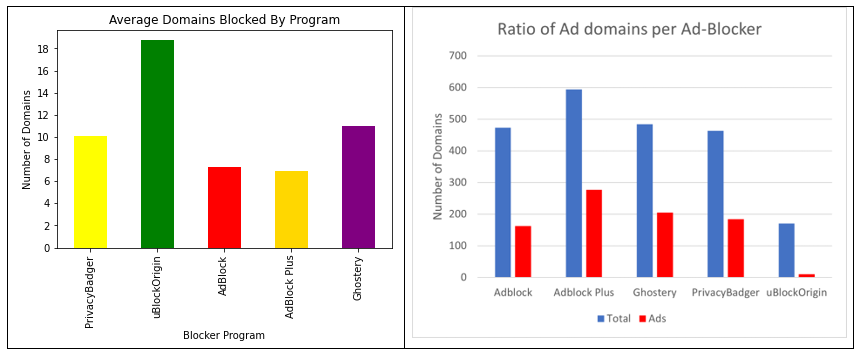 Average Domains Blocked By Program
Number of Domains
18
16
14
12
10
8
6
4
2
0
PrivacyBadger
uBlockOrigin
AdBlock
AdBlock Plus
Ghostery
Blocker Program
Ratio of Ad domains per Ad-Blocker
Number of Domains
700
600
500
400
300
200
100
0
Adblock Adblock Plus Ghostery PrivacyBadger uBlockOrigin
Total Ads